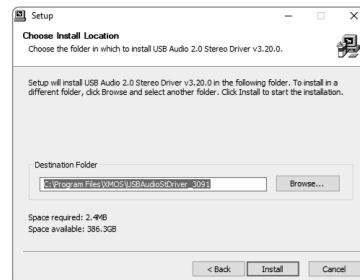 Setup
Choose Install Location
Choose the folder in which to install USB Audio 2.0 Stereo Driver v3.20.0.
Setup will install USB Audio 2.0 Stereo Driver v3.20.0 in the following folder. To install in a
different folder, click Browse and select another folder. Click Install to start the installation.
Destination Folder
C:\Program Files\XMOS\USBAudioStDriver_3091
Browse...
Space required: 2.4MB
Space available: 386.3GB
< Back
Install
Cancel